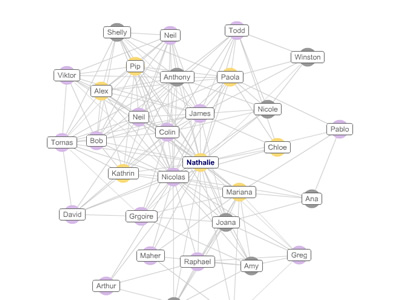 Shelly
Neil
Todd
Winston
Pip
Viktor
Anthony
Paola
Alex
Nicole
Neil
James
Colin
Pablo
Tomas
Bob
Chloe
Nathalie
Kathrin
Nicolas
Mariana
Ana
David
Grgoire
Joana
Maher
Raphael
Amy
Greg
Arthur